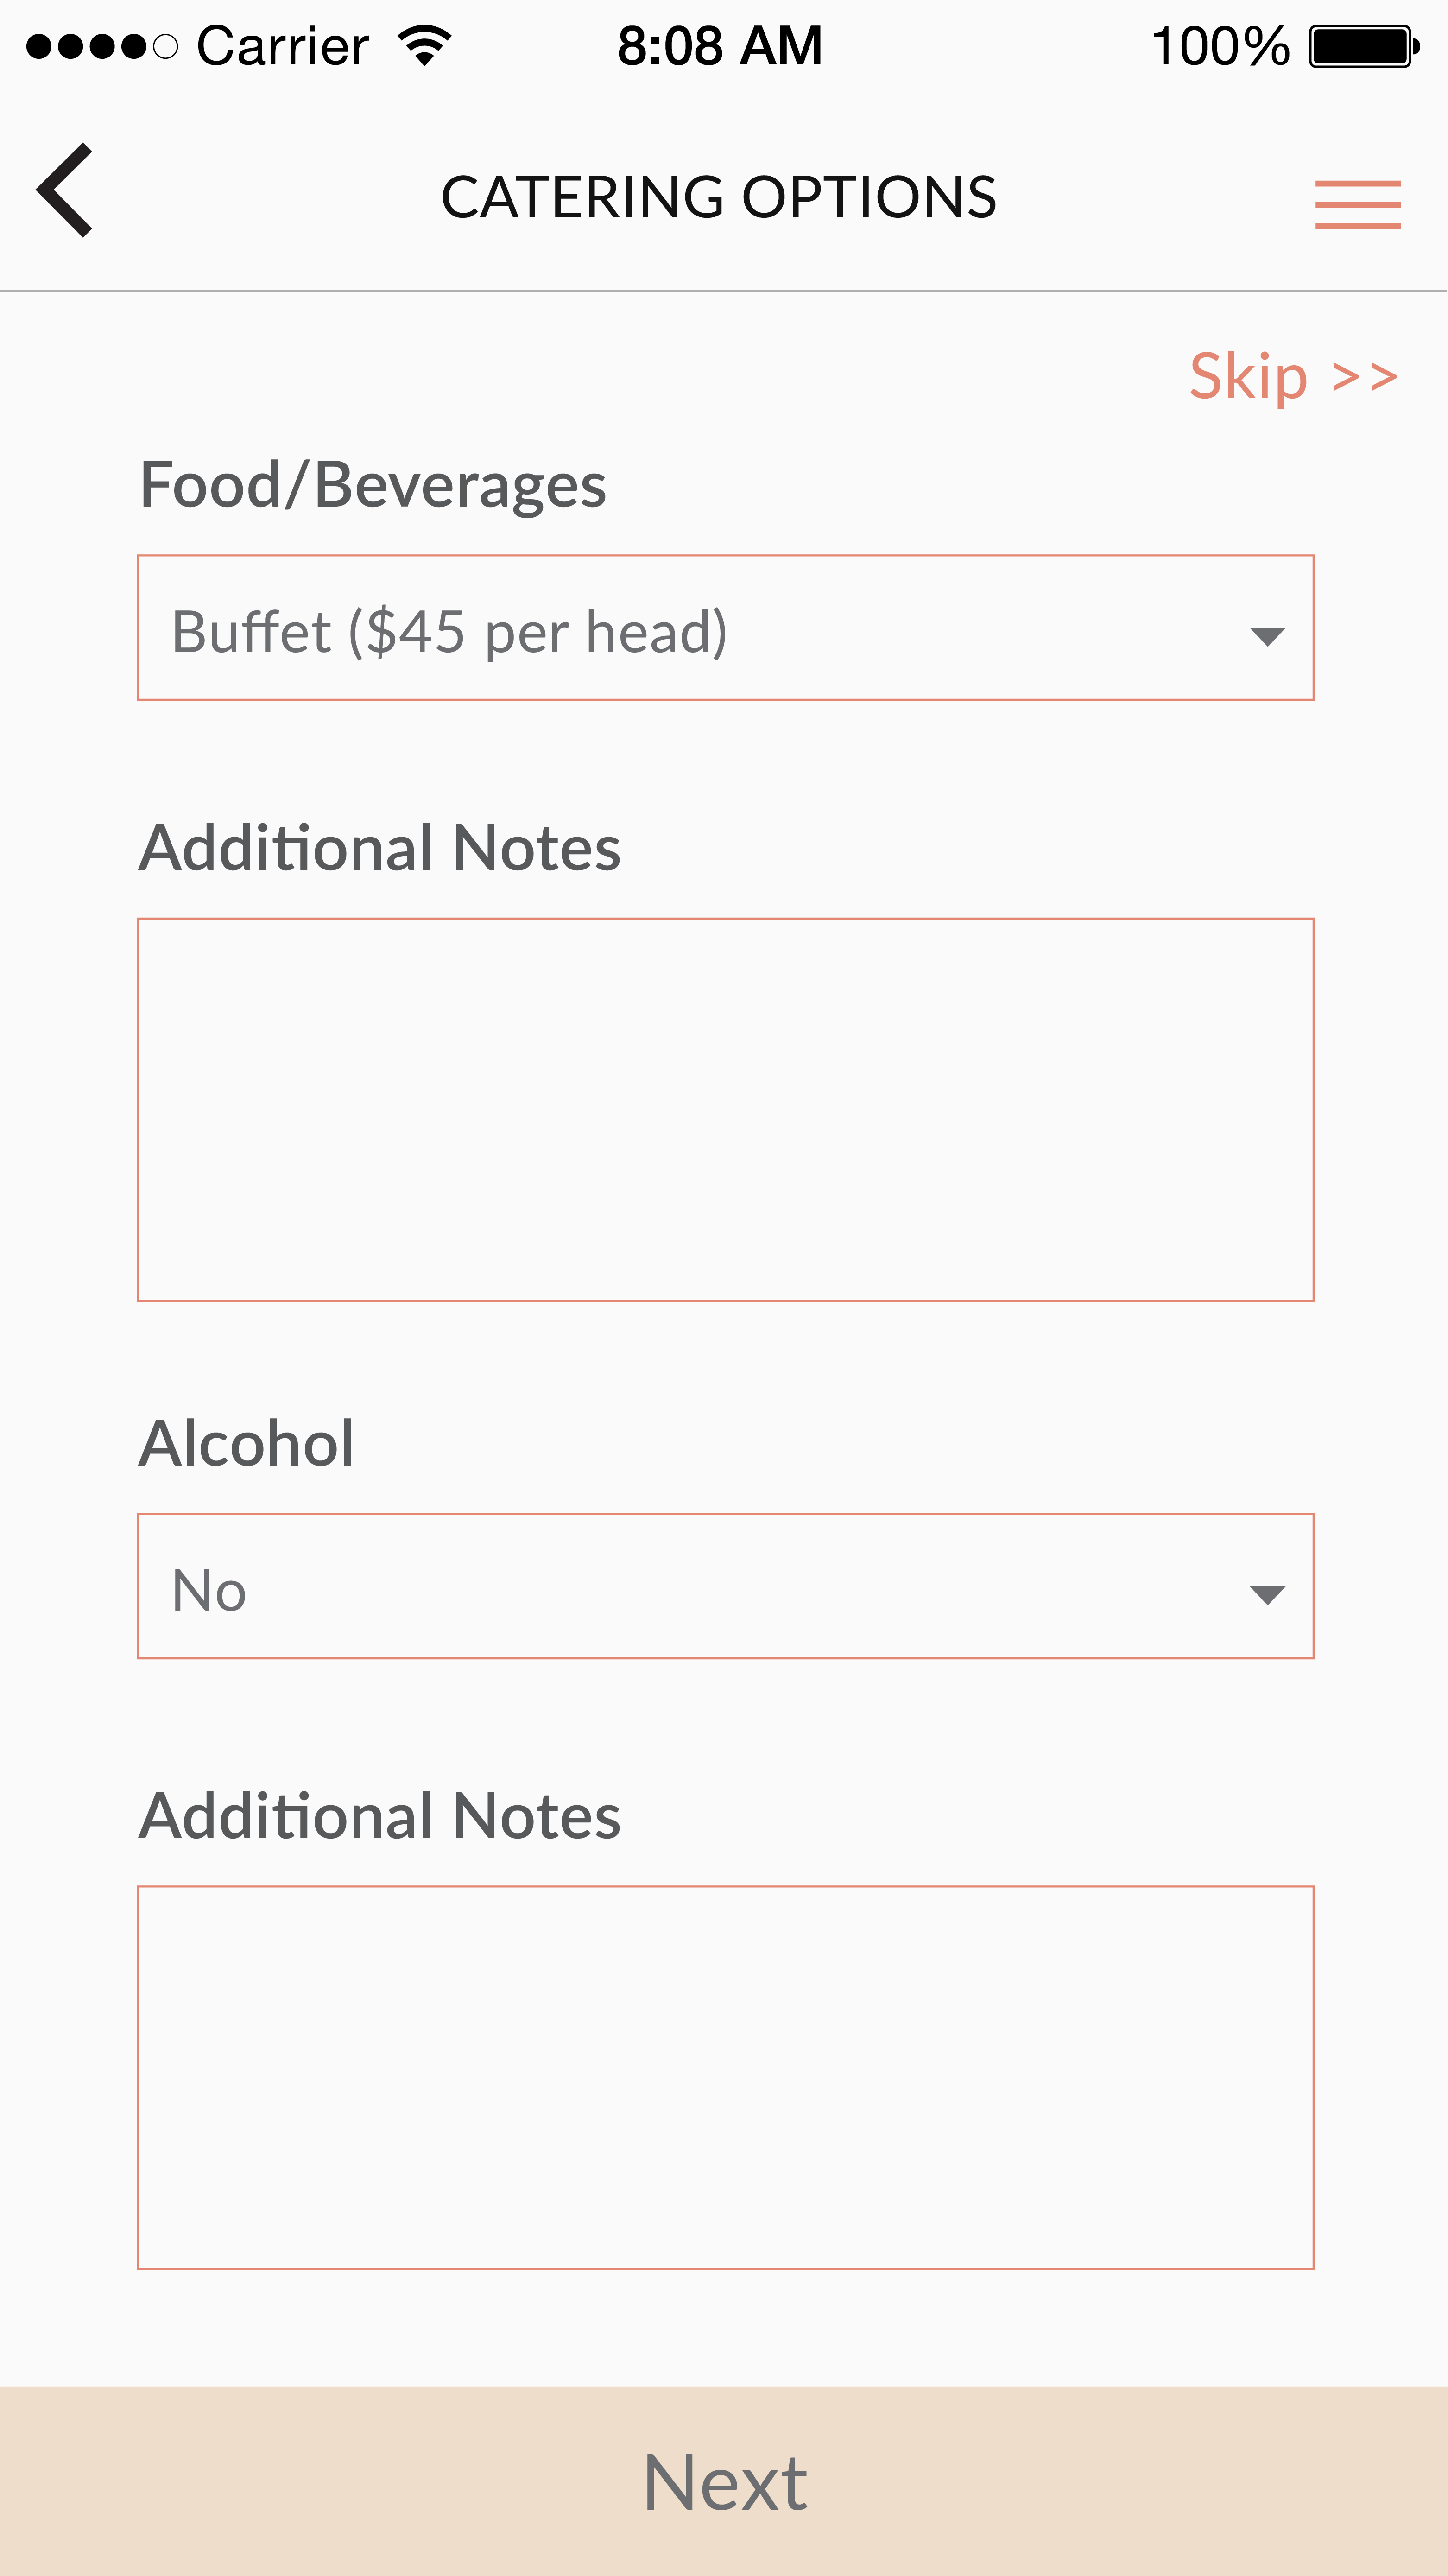 Carrier 8:08 AM 100%
CATERING OPTIONS
Skip >>
Food/Beverages
Buffet ($45 per head)
Additional Notes
Alcohol
No
Additional Notes
Next